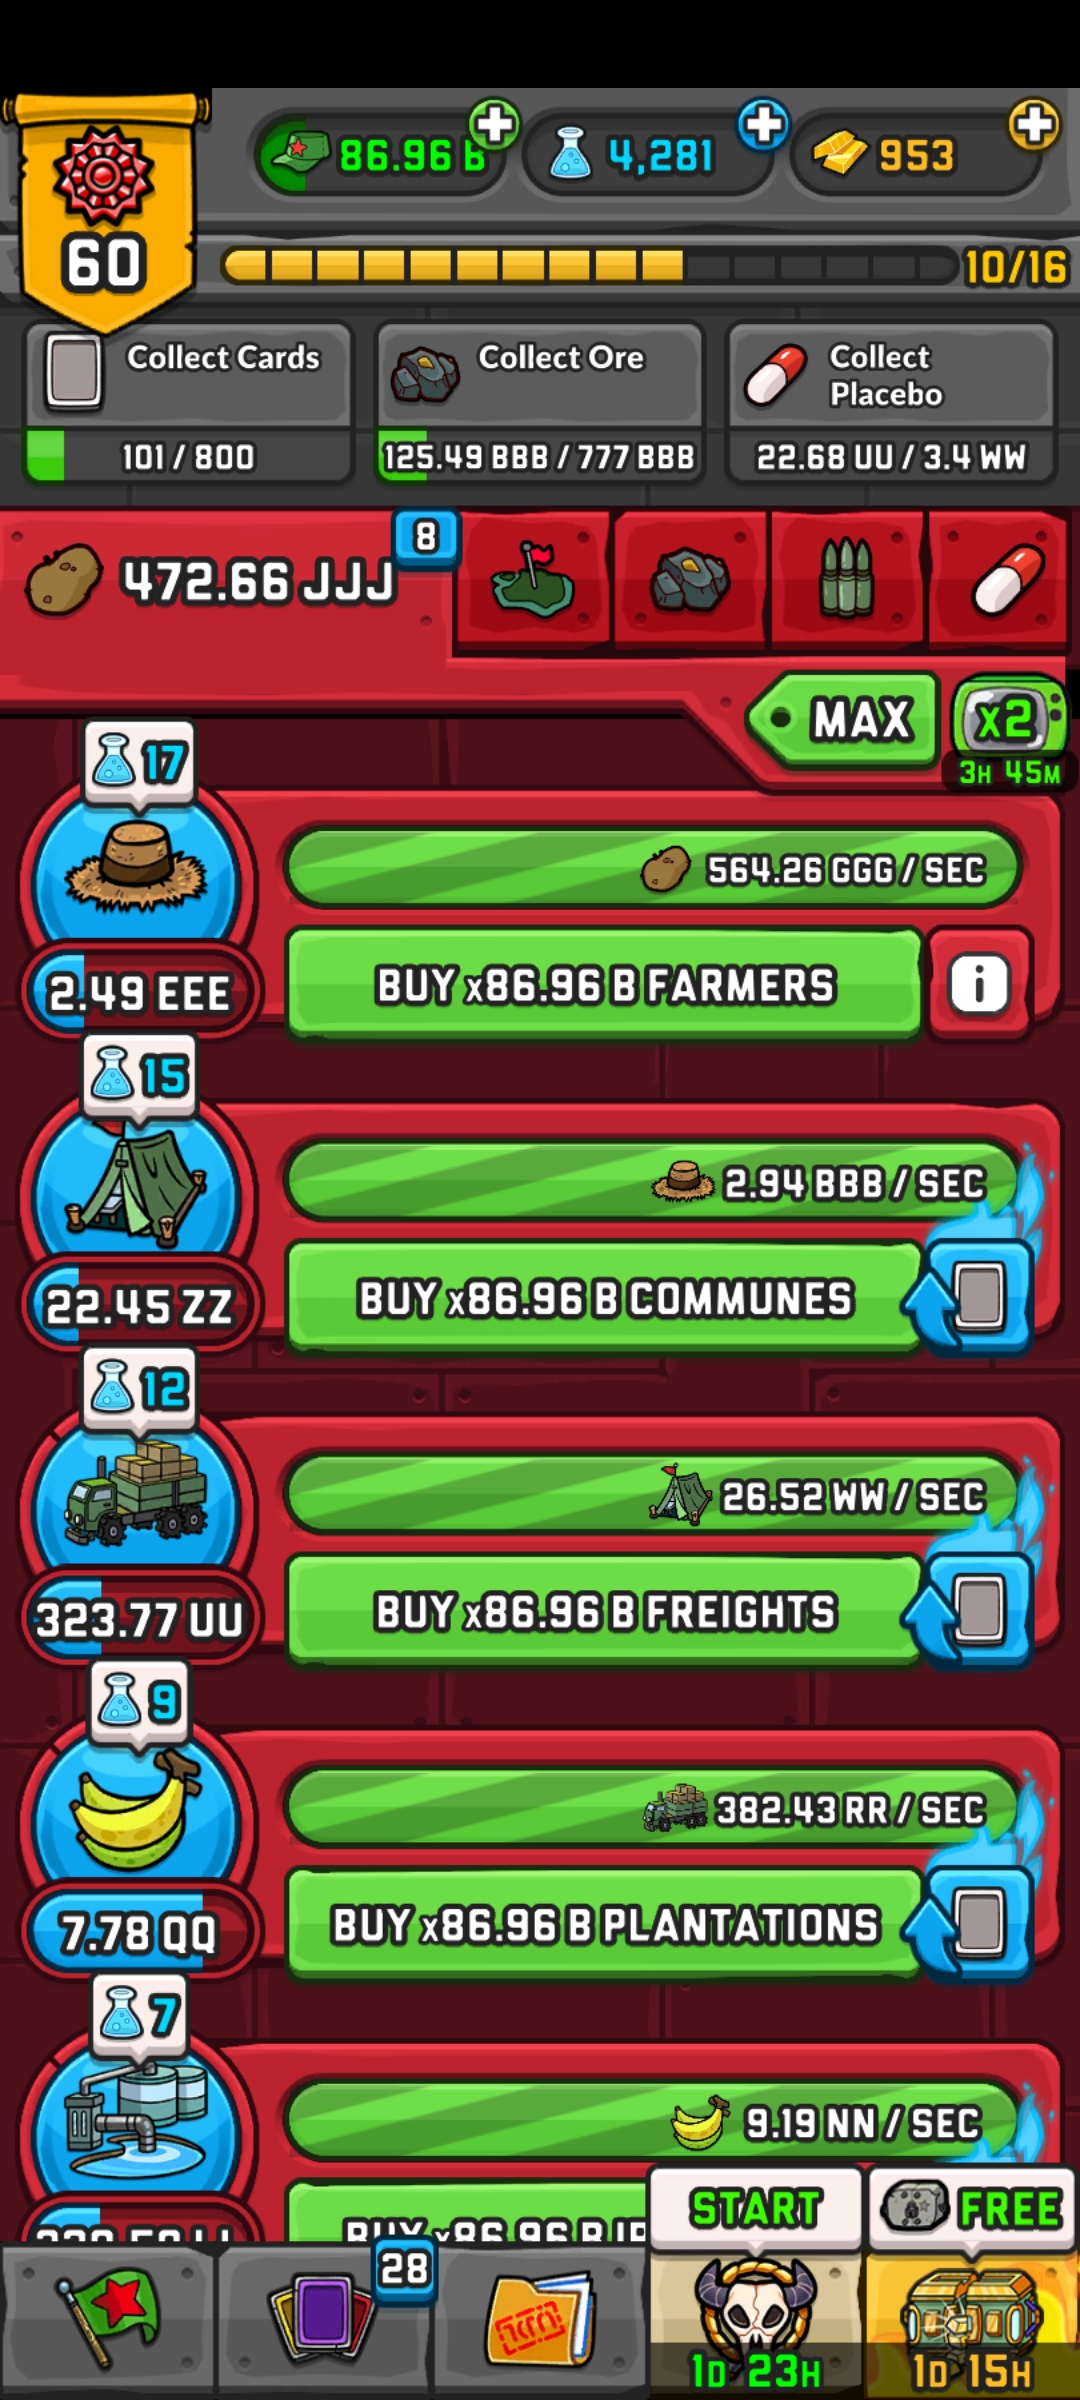 86.96 B
4,281
953
60
10/16
Collect Cards
101 / 800
Collect Ore
125.49 BBB / 777 BBB
Collect
Placebo
22.68 UU / 3.4 WW
472.66 JJJ
8
MAX
x2
3H 45M
17
564.26 GGG / SEC
2.49 EEE
BUY x86.96 B FARMERS
i
15
2.94 BBB / SEC
22.45 ZZ
BUY x86.96 B COMMUNES
12
26.52 WW / SEC
323.77 UU
BUY x86.96 B FREIGHTS
9
382.43 RR / SEC
7.78 QQ
BUY x86.96 B PLANTATIONS
7
9.19 NN / SEC
BUY x86.96 B
START
FREE
28
1D 23H
1D 15H